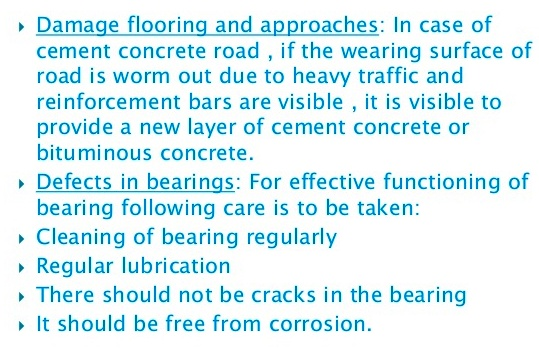 Damage flooring and approaches: In case of
cement concrete road , if the wearing surface of
road is worm out due to heavy traffic and
reinforcement bars are visible , it is visible to
provide a new layer of cement concrete or
bituminous concrete.
Defects in bearings: For effective functioning of
bearing following care is to be taken:
Cleaning of bearing regularly
Regular lubrication
There should not be cracks in the bearing
It should be free from corrosion.